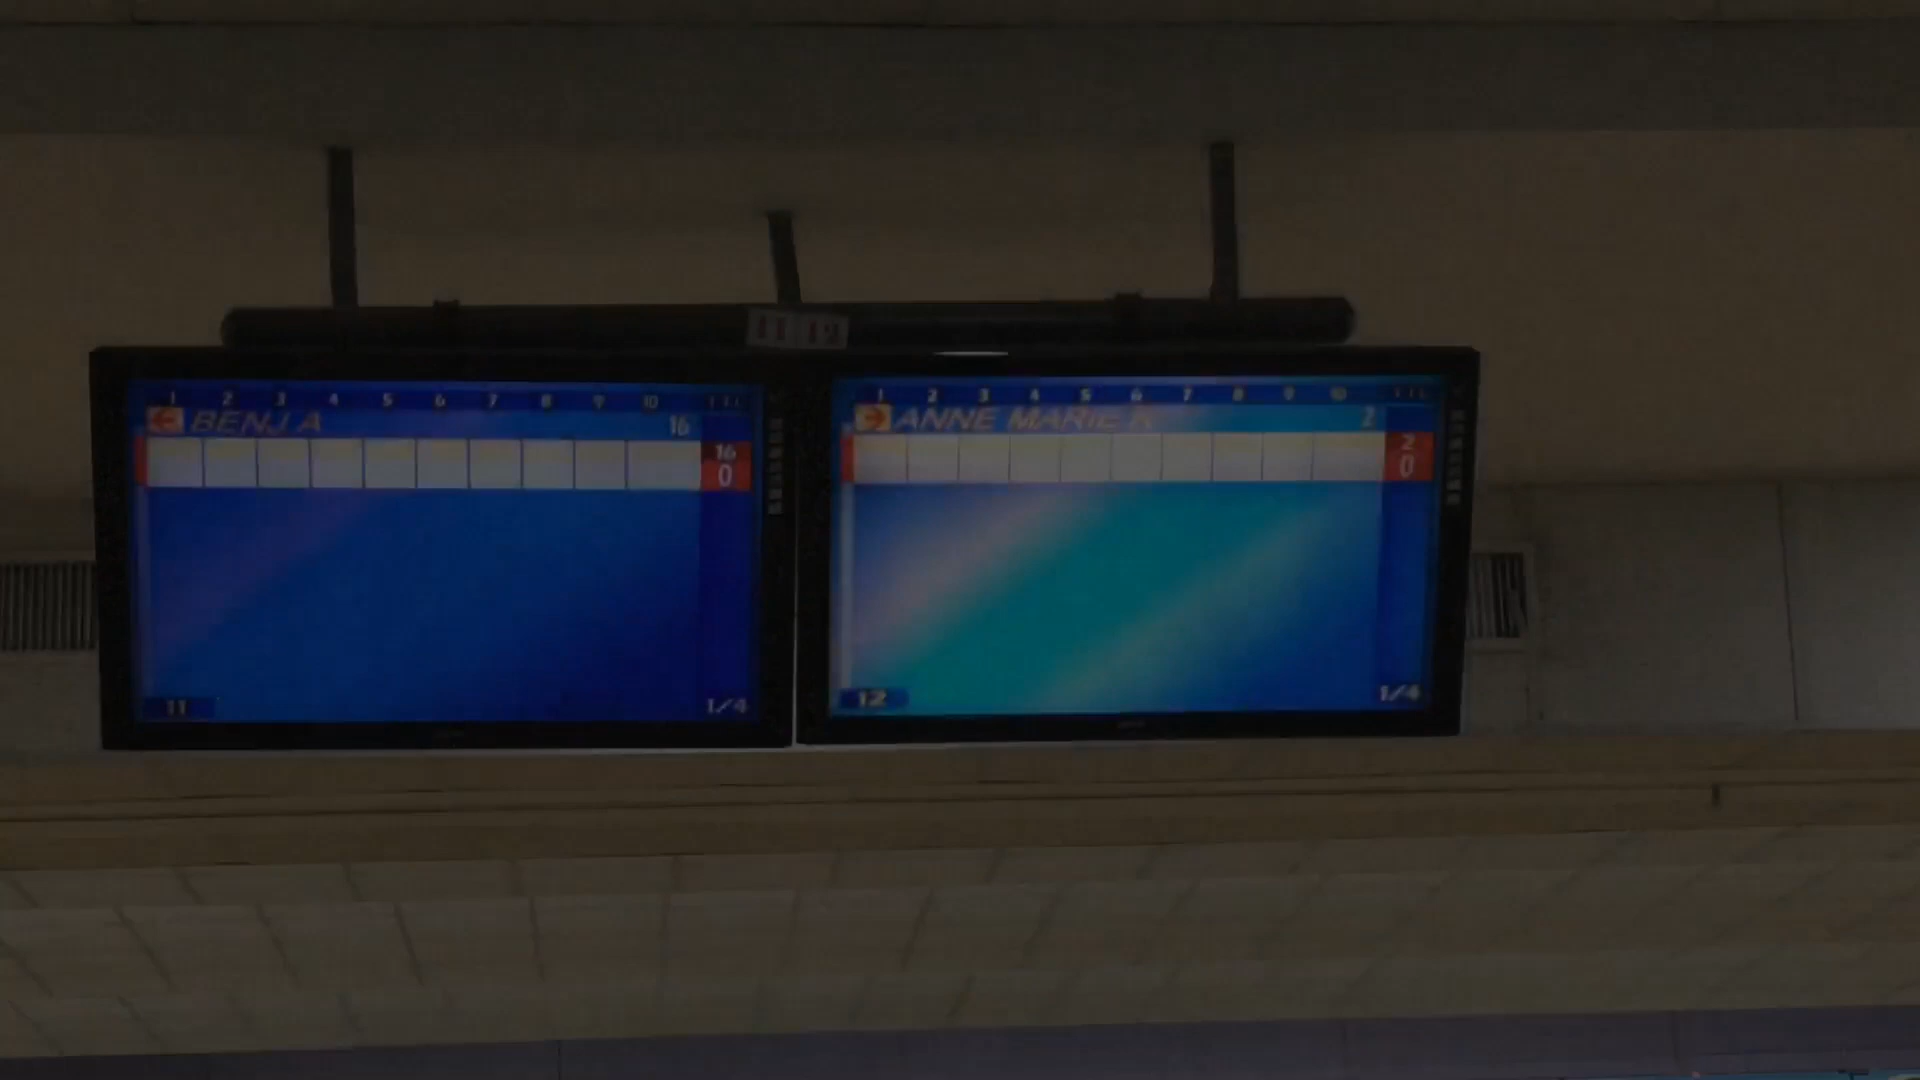 11 12
1 2 3 4 5 6 7 8 9 10
BENJ A 16
16
0
11 1/4
1 2 3 4 5 6 7 8 9 10
ANNE MARIE K 2
2
0
12 1/4